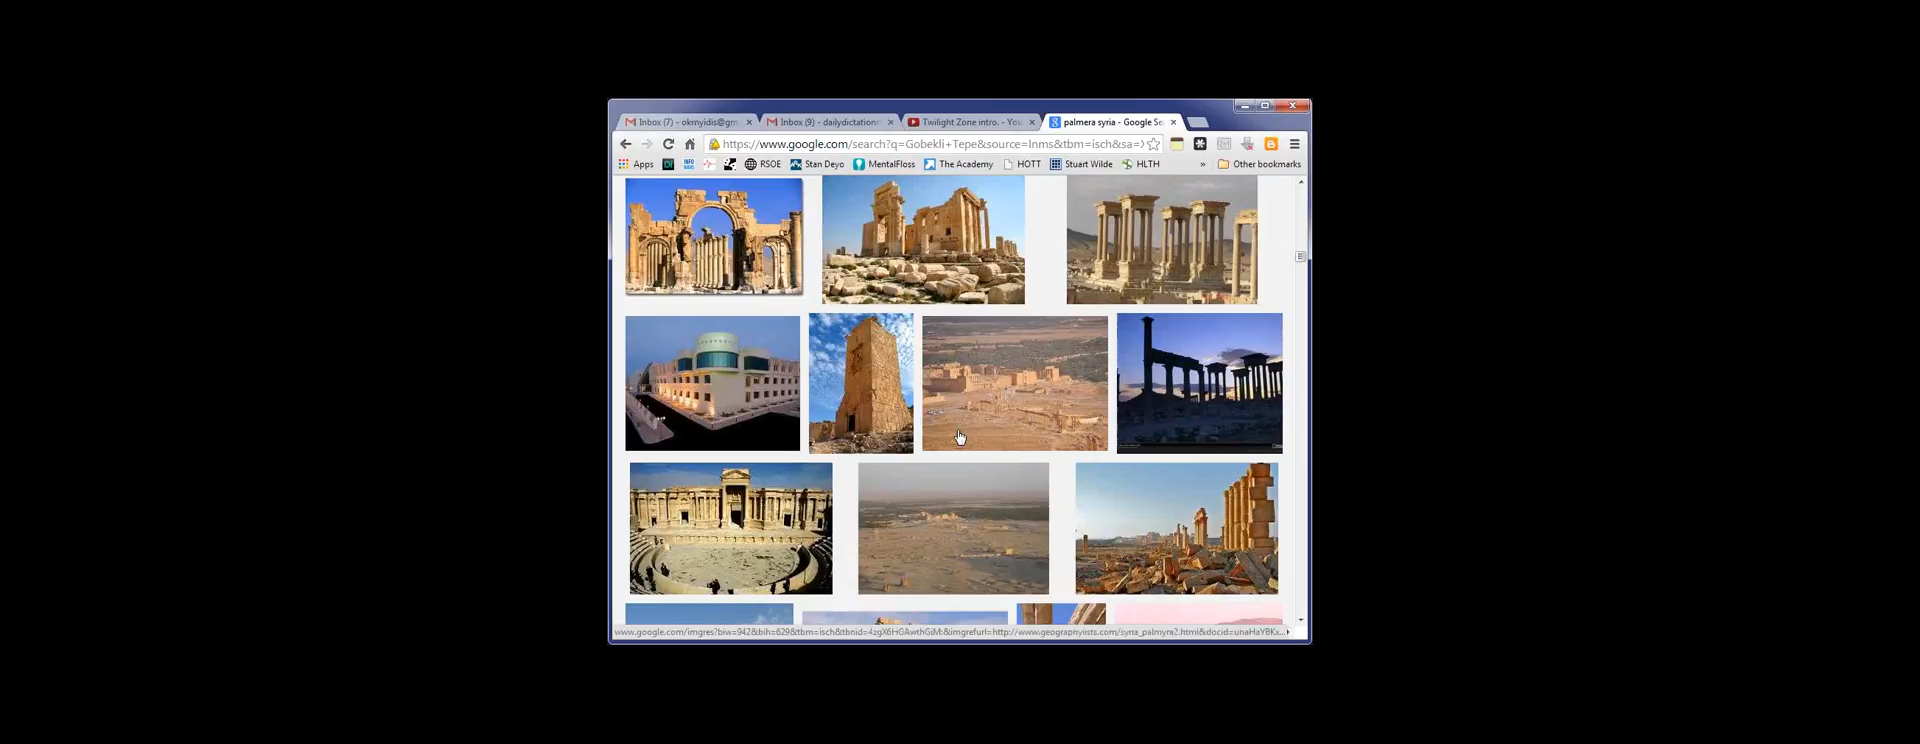 Inbox (7) - okmyidis@gm
Inbox (9) - dailydictation
Twilight Zone intro. - You
palmera syria - Google Se
https://www.google.com/search?q=Gobekli+Tepe&source=lnms&tbm=isch&sa=X
Apps RSOE Stan Deyo MentalFloss The Academy HOTT Stuart Wilde HLTH » Other bookmarks
www.google.com/imgres?biw=942&bih=629&tbm=isch&tbnid=4zgX6HGAwthGiM:&imgrefurl=http://www.geographylists.com/syria_palmyra2.html&docid=unaHaYBKx...